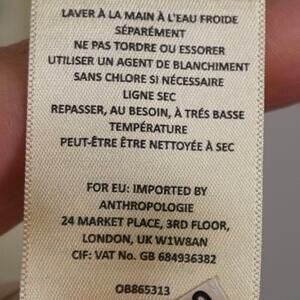 LAVER À LA MAIN À L'EAU FROIDE
SÉPARÉMENT
NE PAS TORDRE OU ESSORER
UTILISER UN AGENT DE BLANCHIMENT
SANS CHLORE SI NÉCESSAIRE
LIGNE SEC
REPASSER, AU BESOIN, À TRÉS BASSE
TEMPÉRATURE
PEUT-ÊTRE ÊTRE NETTOYÉE À SEC
FOR EU: IMPORTED BY
ANTHROPOLOGIE
24 MARKET PLACE, 3RD FLOOR,
LONDON, UK W1W8AN
CIF: VAT No. GB 684936382
OB865313